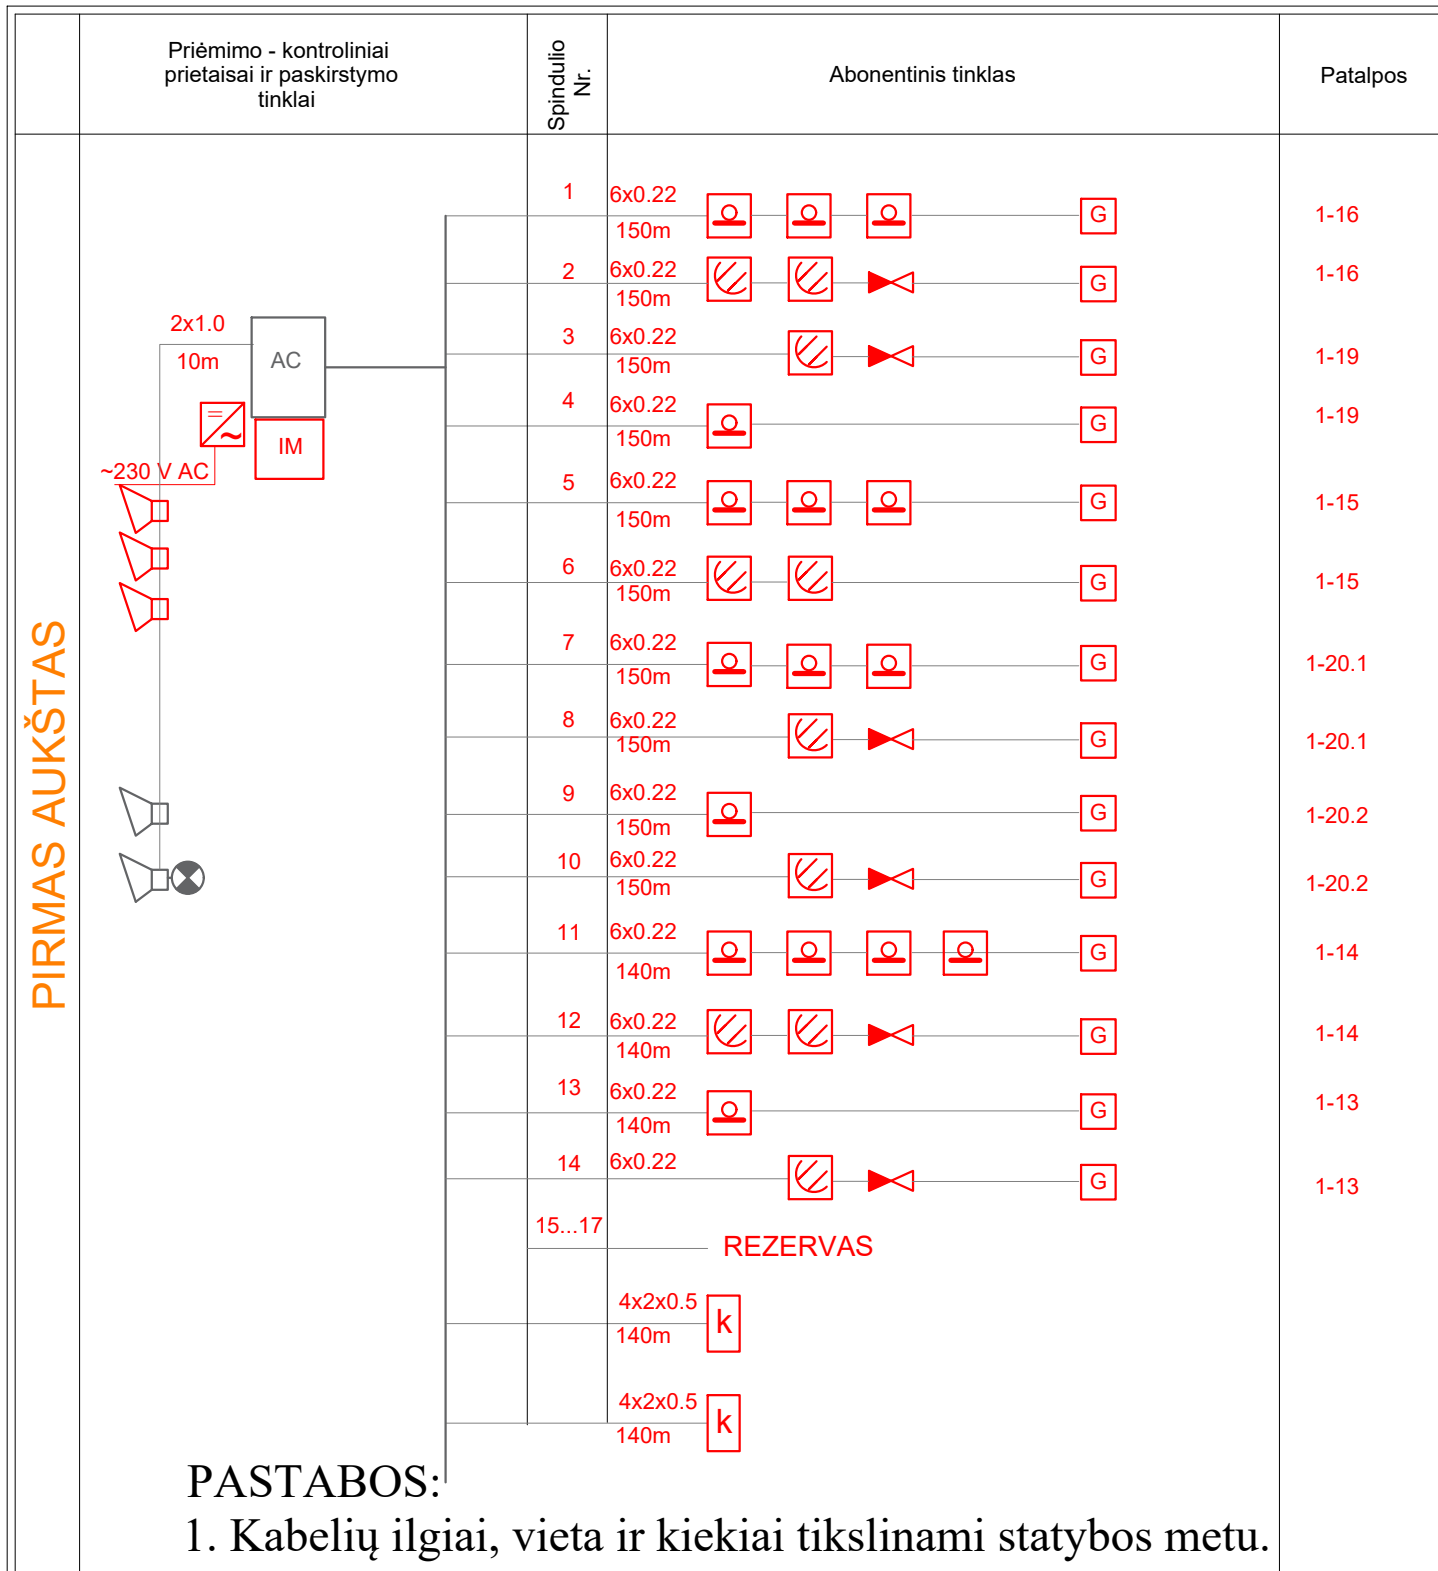 Priėmimo - kontroliniai
prietaisai ir paskirstymo
tinklai
Spindulio
Nr.
Abonentinis tinklas
Patalpos
PIRMAS AUKŠTAS
2x1.0
10m
AC
IM
~230 V AC
1 6x0.22 G 1-16
150m
2 6x0.22 G 1-16
150m
3 6x0.22 G 1-19
150m
4 6x0.22 G 1-19
150m
5 6x0.22 G 1-15
150m
6 6x0.22 G 1-15
150m
7 6x0.22 G 1-20.1
150m
8 6x0.22 G 1-20.1
150m
9 6x0.22 G 1-20.2
150m
10 6x0.22 G 1-20.2
150m
11 6x0.22 G 1-14
140m
12 6x0.22 G 1-14
140m
13 6x0.22 G 1-13
140m
14 6x0.22 G 1-13
15...17 REZERVAS
4x2x0.5 k
140m
4x2x0.5 k
140m
PASTABOS:
1. Kabelių ilgiai, vieta ir kiekiai tikslinami statybos metu.